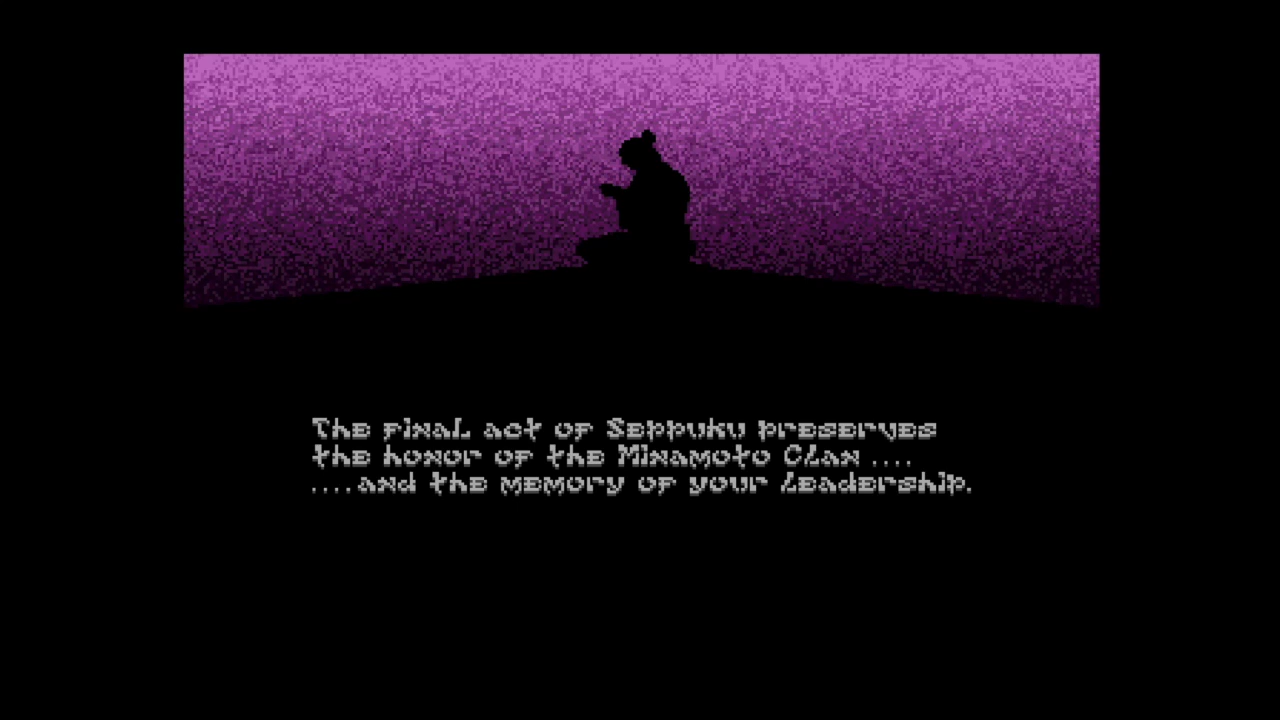 The final act of Seppuku preserves
the honor of the Minamoto Clan ....
....and the memory of your leadership.